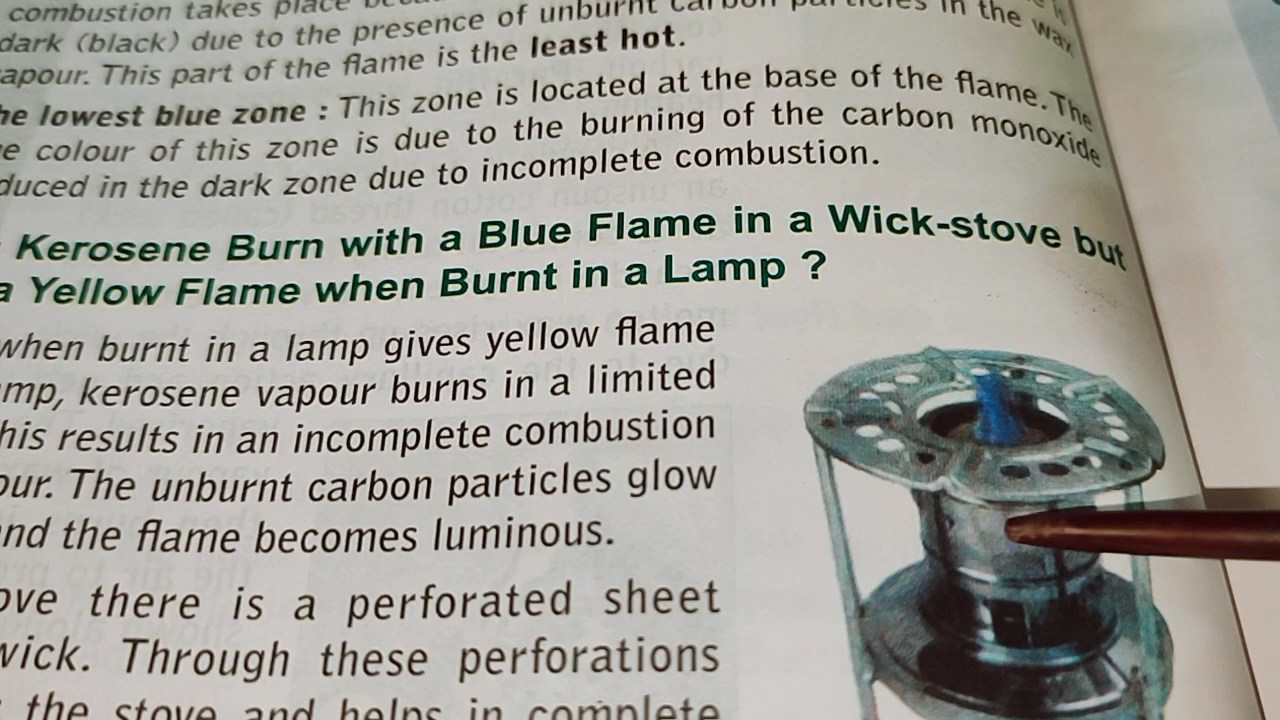 combustion takes place
dark (black) due to the presence of unburnt carbon particles in the wax
apour. This part of the flame is the least hot.
he lowest blue zone : This zone is located at the base of the flame. The
e colour of this zone is due to the burning of the carbon monoxide
duced in the dark zone due to incomplete combustion.
Kerosene Burn with a Blue Flame in a Wick-stove but
a Yellow Flame when Burnt in a Lamp ?
when burnt in a lamp gives yellow flame
mp, kerosene vapour burns in a limited
his results in an incomplete combustion
our. The unburnt carbon particles glow
nd the flame becomes luminous.
ove there is a perforated sheet
wick. Through these perforations
the stove and helps in complete